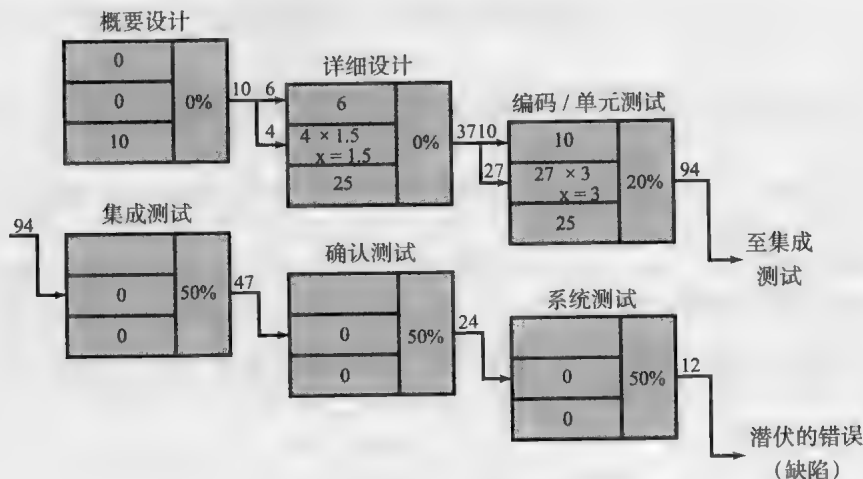 概要设计
0
0
10
0%
10
6
4
详细设计
6
4 × 1.5
x = 1.5
25
0%
37
10
27
编码 / 单元测试
10
27 × 3
x = 3
25
20%
94
至集成
测试
94
集成测试
0
0
50%
47
确认测试
0
0
50%
24
系统测试
0
0
50%
12
潜伏的错误
(缺陷)